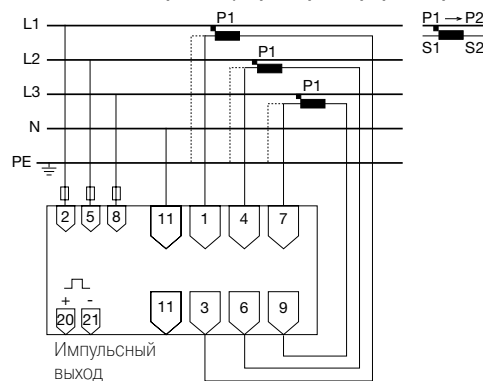 L1 P1 P1 → P2
S1 S2
L2 P1
L3 P1
N
PE
2 5 8 11 1 4 7
+ -
20 21 11 3 6 9
Импульсный
выход